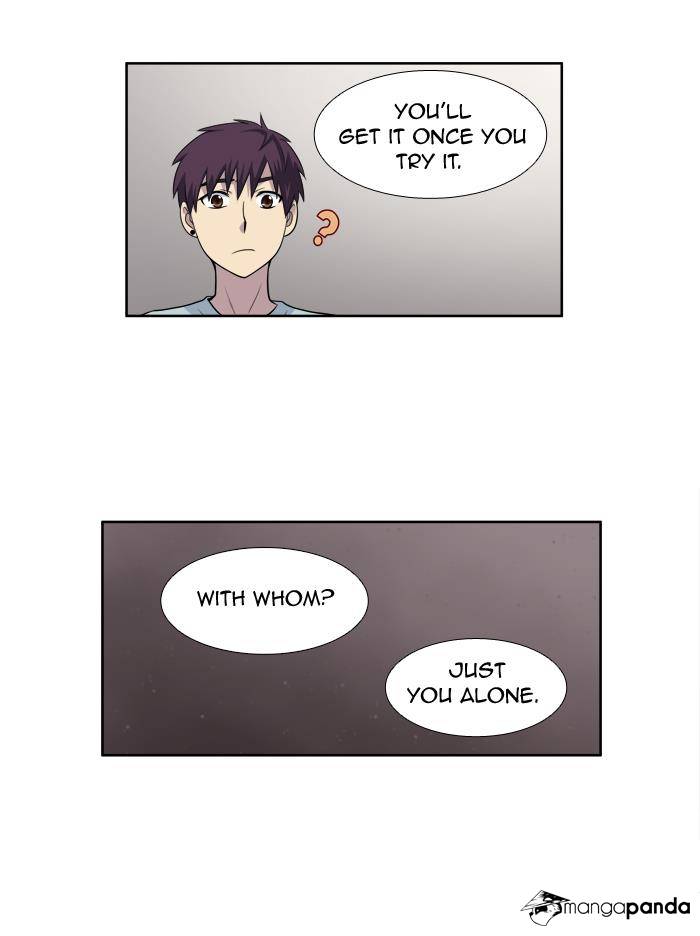 YOU'LL
GET IT ONCE YOU
TRY IT.
?
WITH WHOM?
JUST
YOU ALONE.
mangapanda